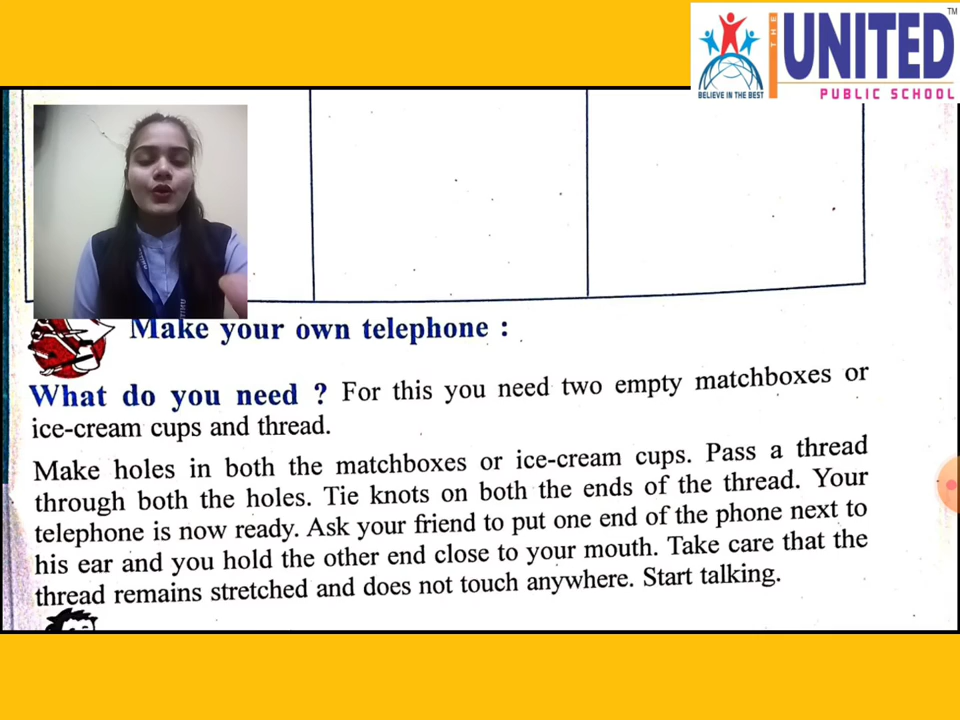 TM
THE
UNITED
BELIEVE IN THE BEST
PUBLIC SCHOOL
Make your own telephone :
What do you need ? For this you need two empty matchboxes or
ice-cream cups and thread.
Make holes in both the matchboxes or ice-cream cups. Pass a thread
through both the holes. Tie knots on both the ends of the thread. Your
telephone is now ready. Ask your friend to put one end of the phone next to
his ear and you hold the other end close to your mouth. Take care that the
thread remains stretched and does not touch anywhere. Start talking.